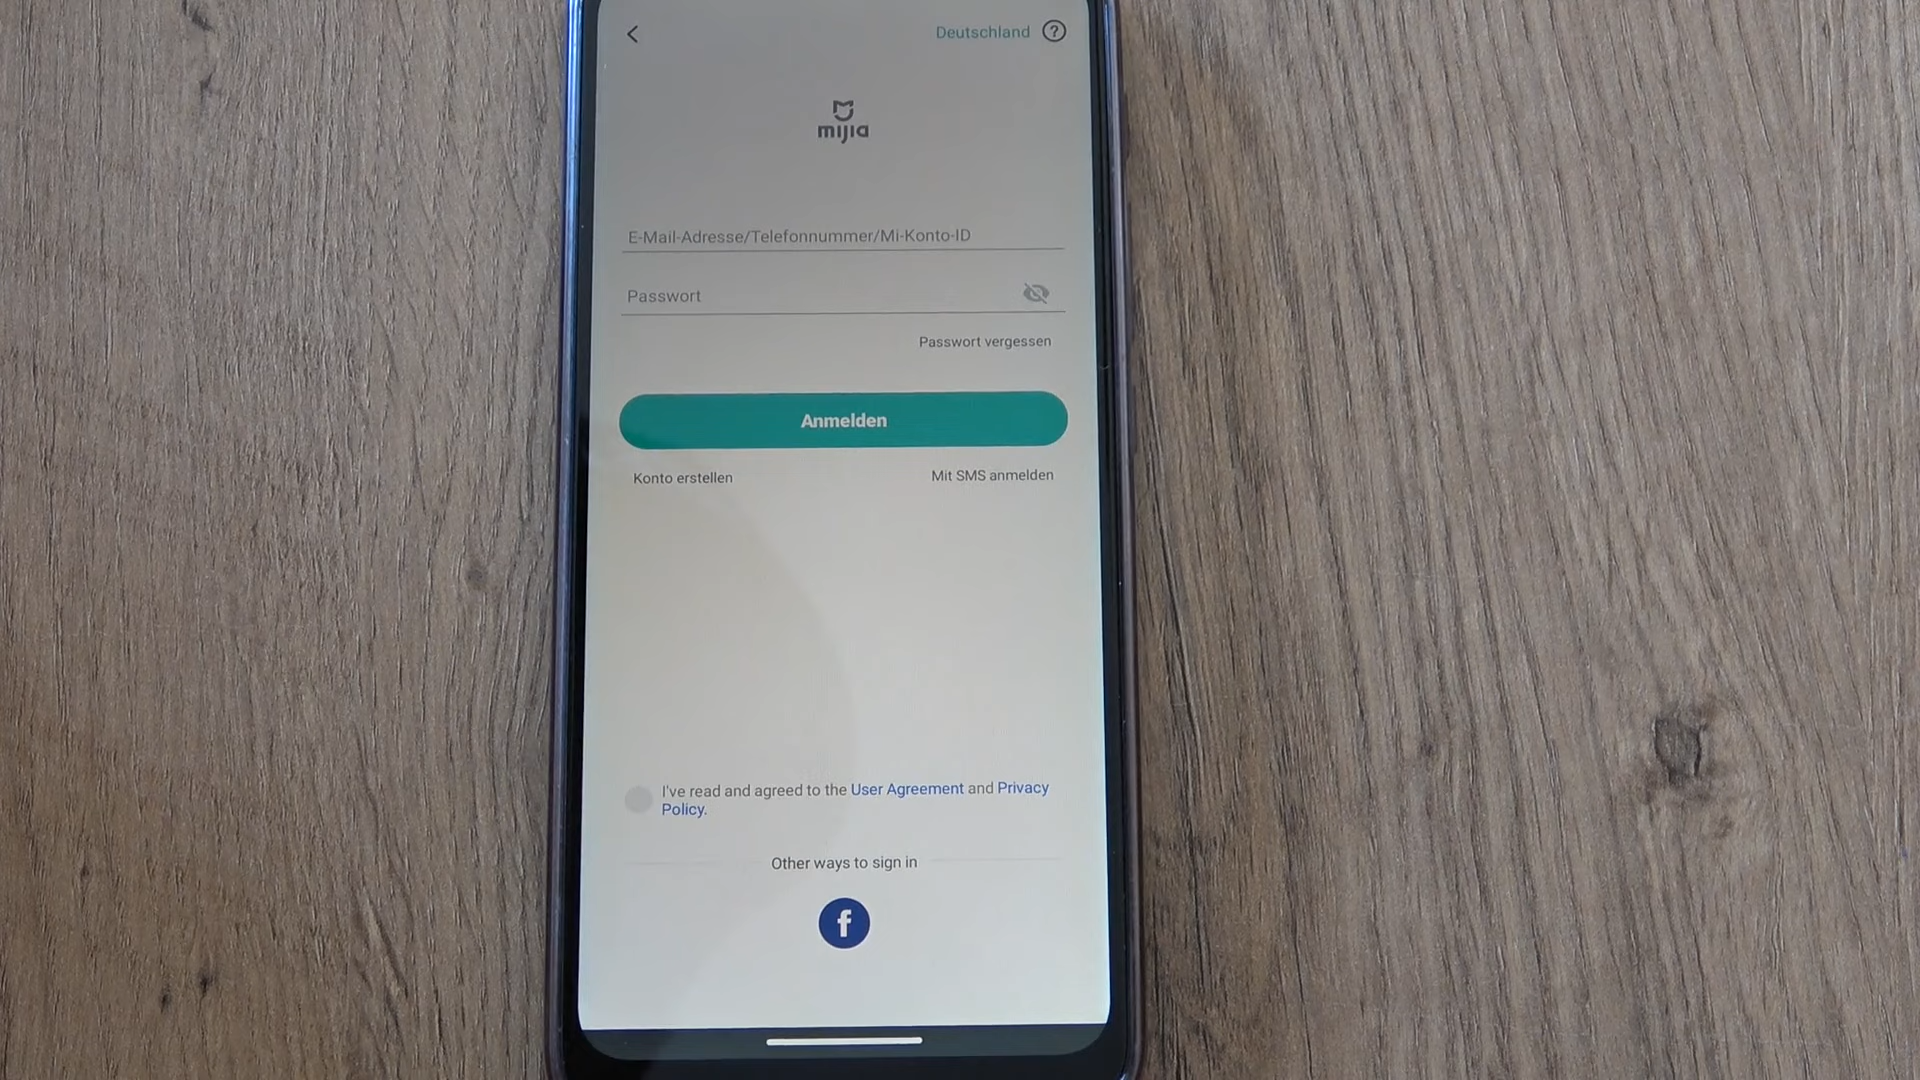 Deutschland ?
mijia
E-Mail-Adresse/Telefonnummer/Mi-Konto-ID
Passwort
Passwort vergessen
Anmelden
Konto erstellen
Mit SMS anmelden
I've read and agreed to the User Agreement and Privacy
Policy.
Other ways to sign in
f